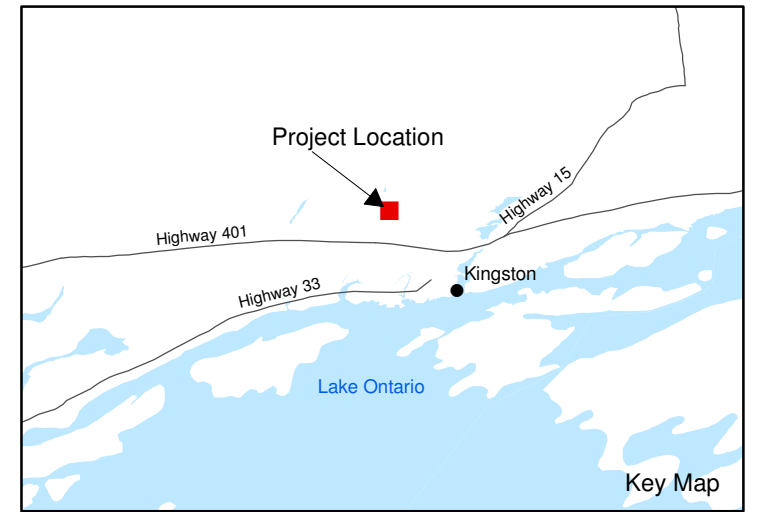 Project Location
Highway 15
Highway 401
Kingston
Highway 33
Lake Ontario
Key Map